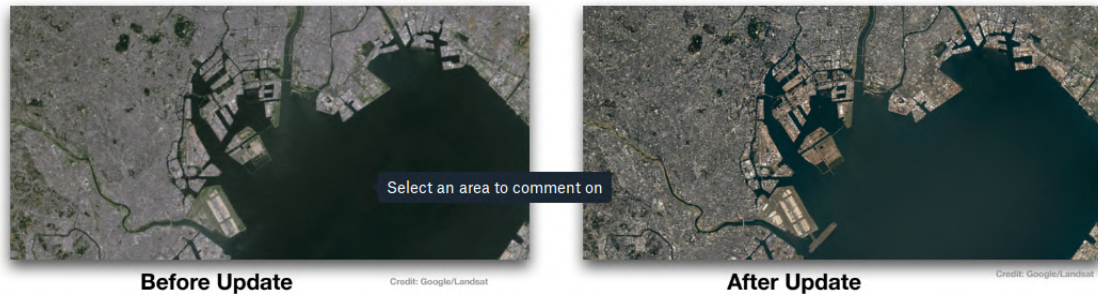 Select an area to comment on
Before Update
Credit: Google/Landsat
After Update
Credit: Google/Landsat